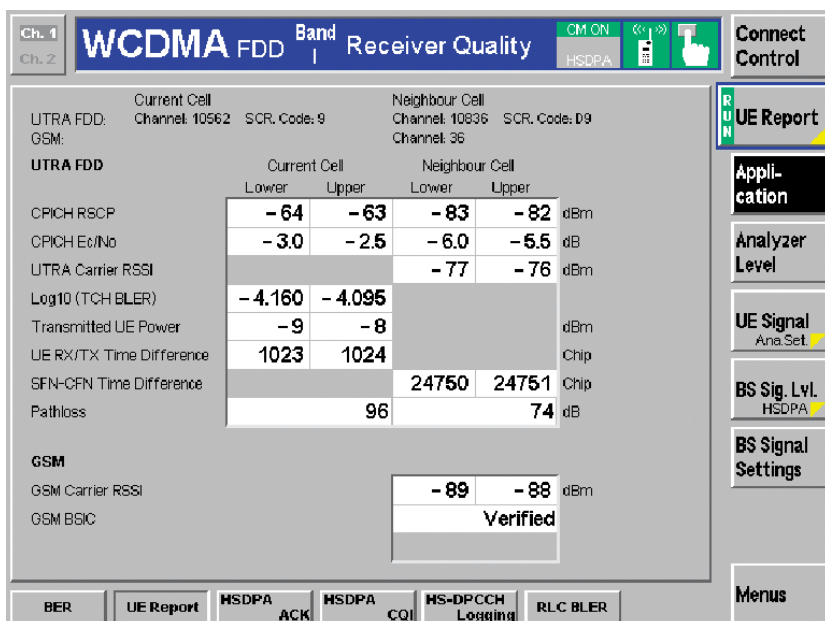 Ch. 1
Ch. 2
WCDMA FDD Band I Receiver Quality
CM ON
HSDPA
Connect Control
Current Cell Neighbour Cell
UTRA FDD: Channel: 10562 SCR. Code: 9 Channel: 10836 SCR. Code: D9
GSM: Channel: 36
RUN
UE Report
UTRA FDD Current Cell Neighbour Cell
Lower Upper Lower Upper
Appli-
cation
CPICH RSCP -64 -63 -83 -82 dBm
CPICH Ec/No -3.0 -2.5 -6.0 -5.5 dB
UTRA Carrier RSSI -77 -76 dBm
Analyzer
Level
Log10 (TCH BLER) -4.160 -4.095
Transmitted UE Power -9 -8 dBm
UE RX/TX Time Difference 1023 1024 Chip
UE Signal
Ana.Set.
SFN-CFN Time Difference 24750 24751 Chip
Pathloss 96 74 dB
BS Sig. Lvl.
HSDPA
GSM
BS Signal
Settings
GSM Carrier RSSI -89 -88 dBm
GSM BSIC Verified
Menus
BER
UE Report
HSDPA
ACK
HSDPA
CQI
HS-DPCCH
Logging
RLC BLER